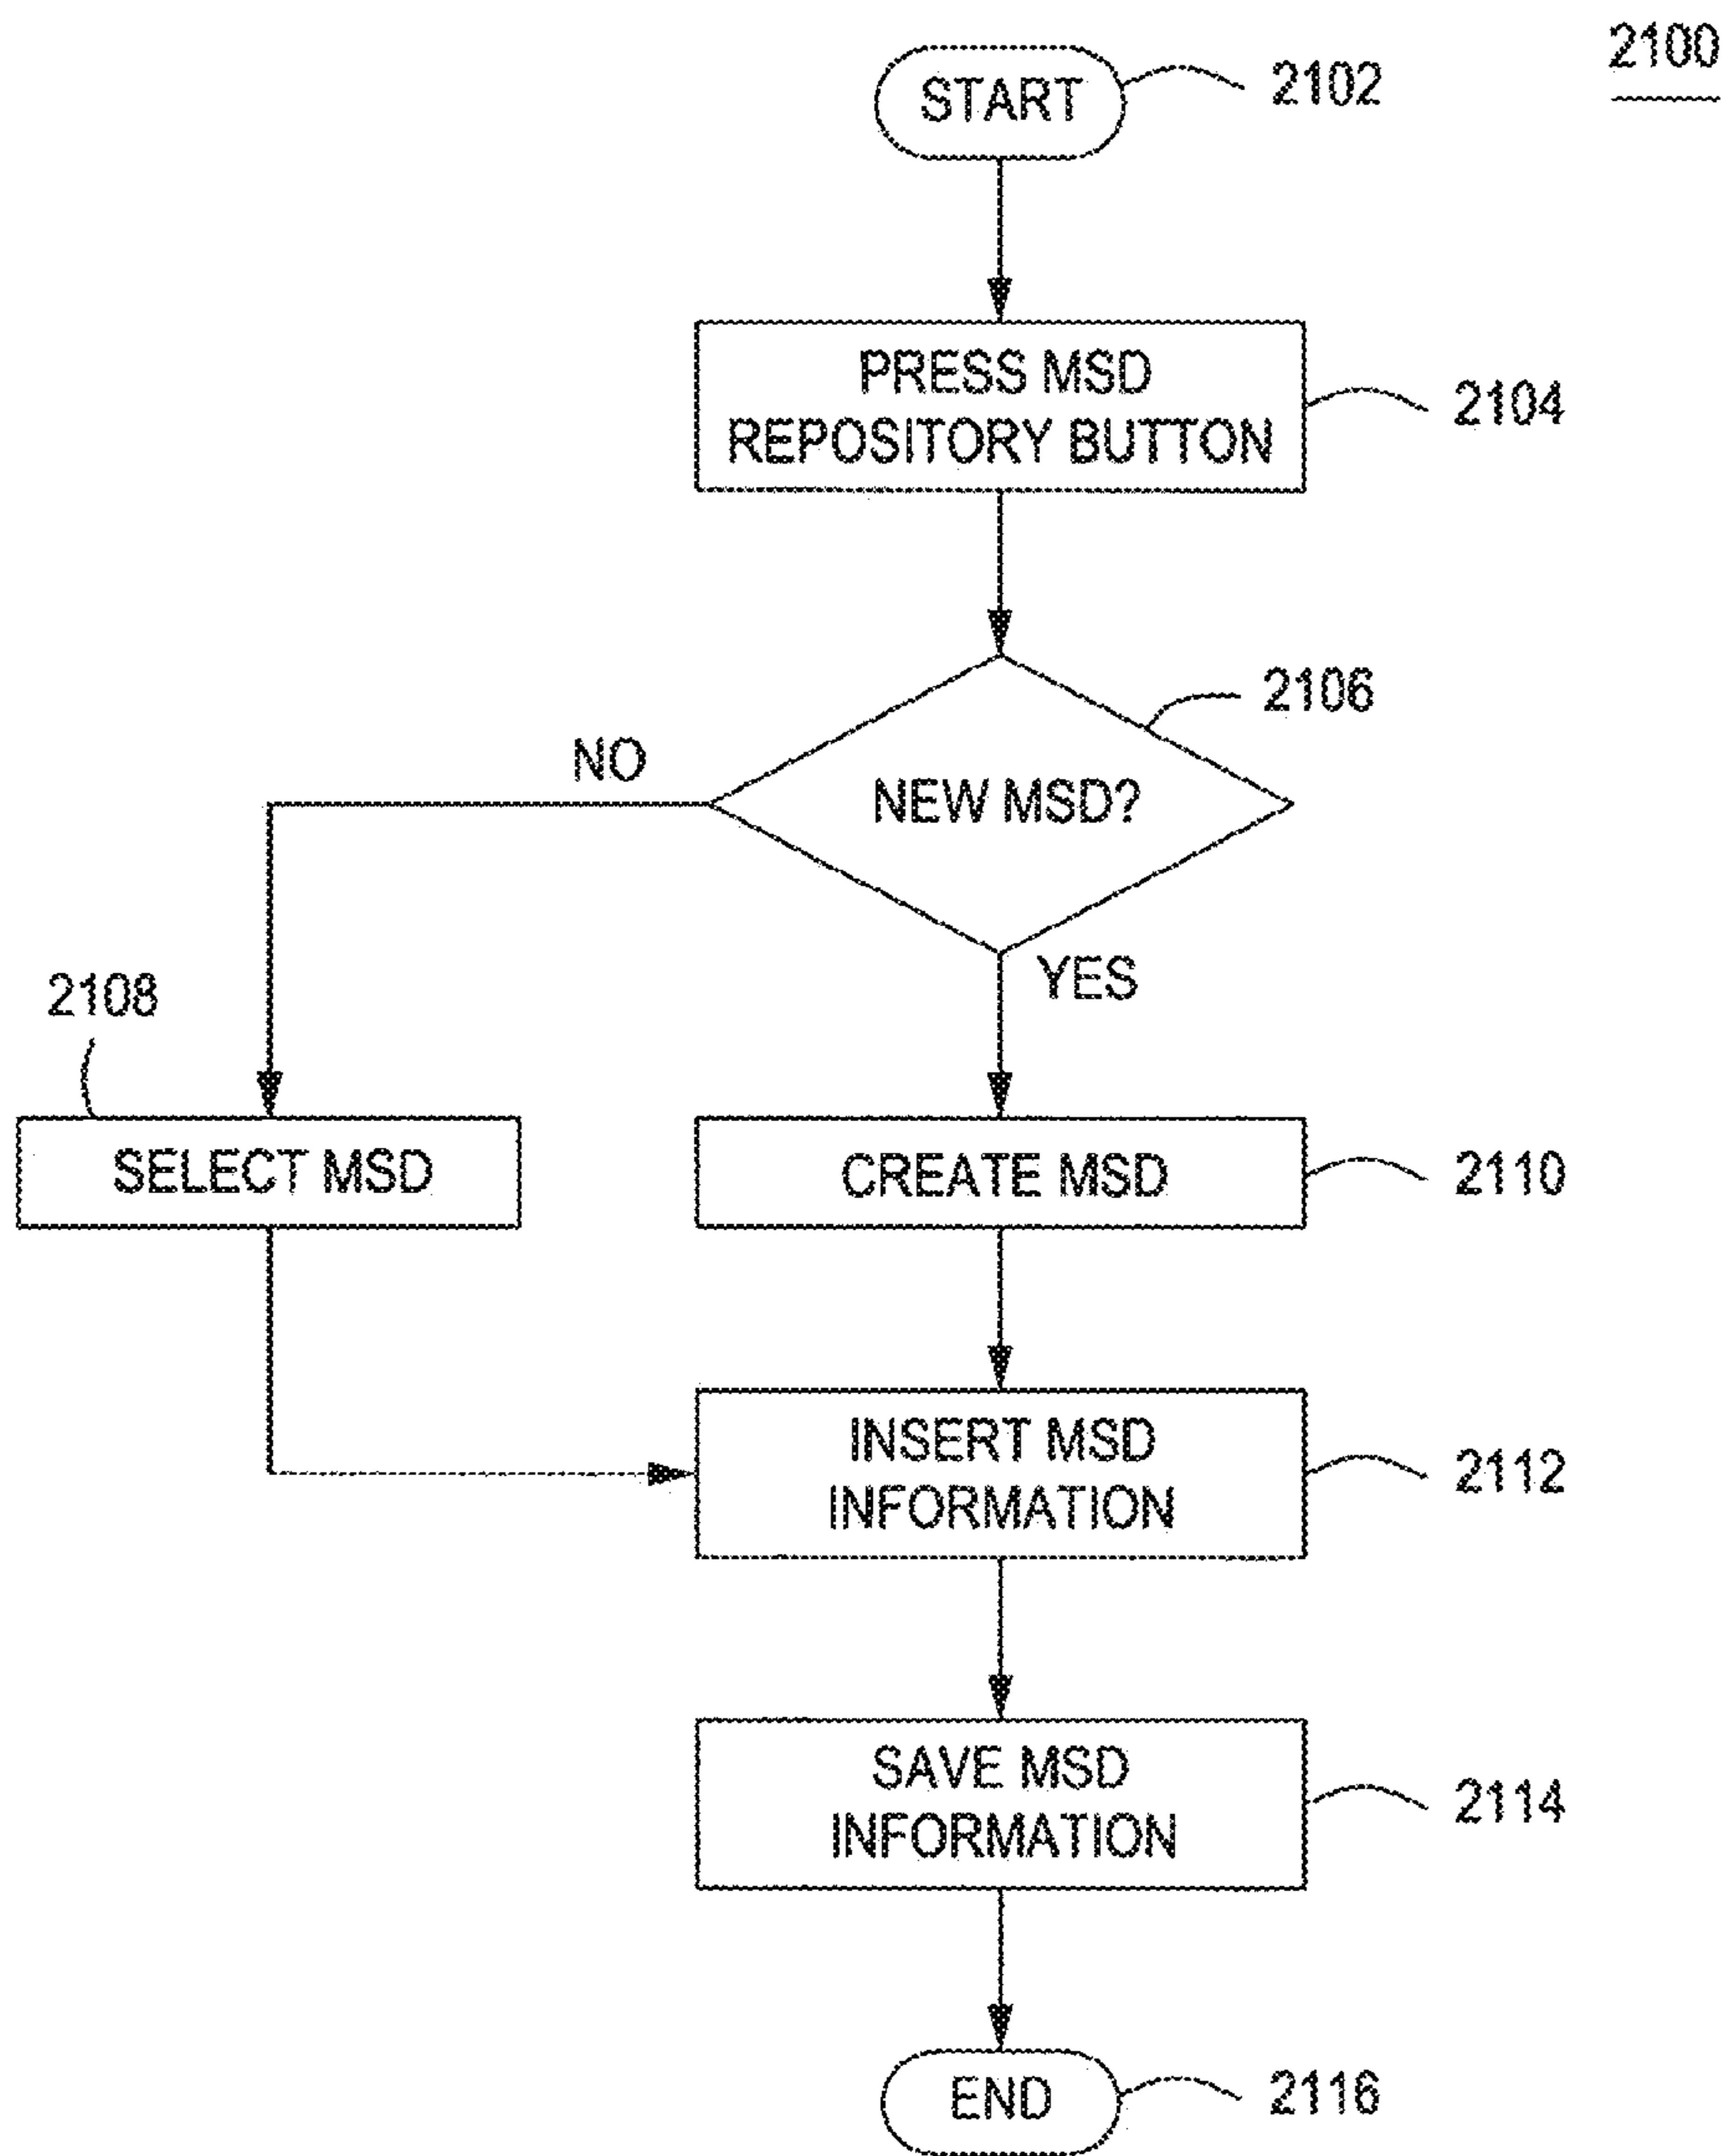 2100
START
2102
PRESS MSD
REPOSITORY BUTTON
2104
2106
NO
NEW MSD?
YES
2108
SELECT MSD
CREATE MSD
2110
INSERT MSD
INFORMATION
2112
SAVE MSD
INFORMATION
2114
END
2116